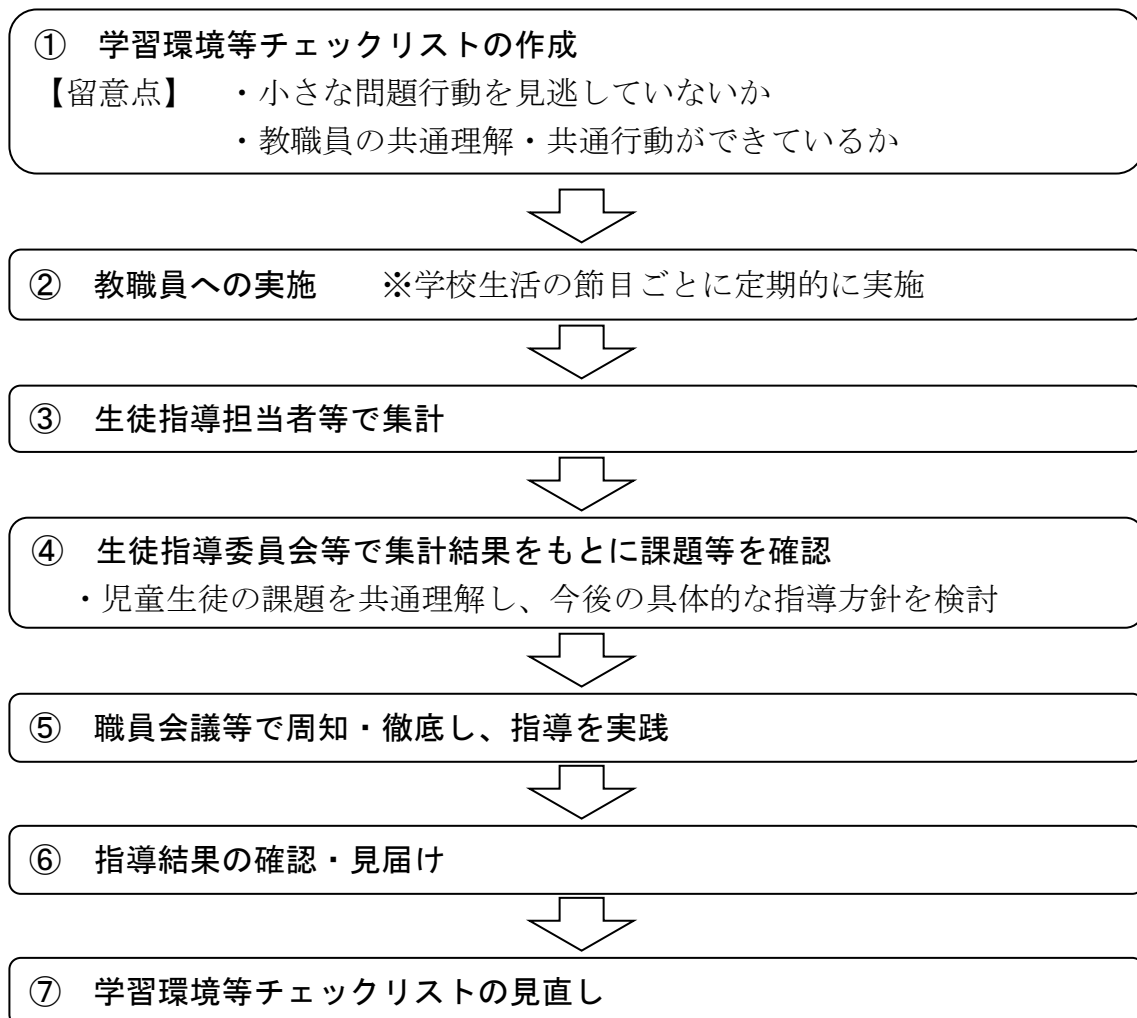 ① 学習環境等チェックリストの作成
【留意点】 ・小さな問題行動を見逃していないか
・教職員の共通理解・共通行動ができているか
② 教職員への実施 ※学校生活の節目ごとに定期的に実施
③ 生徒指導担当者等で集計
④ 生徒指導委員会等で集計結果をもとに課題等を確認
・児童生徒の課題を共通理解し、今後の具体的な指導方針を検討
⑤ 職員会議等で周知・徹底し、指導を実践
⑥ 指導結果の確認・見届け
⑦ 学習環境等チェックリストの見直し